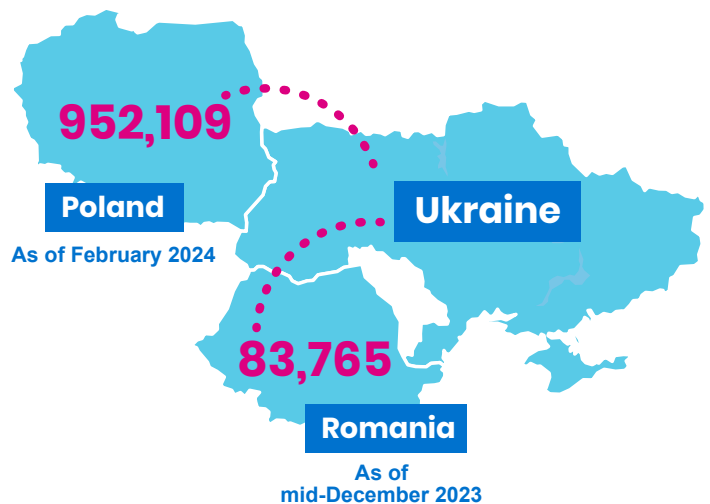 952,109
Poland
As of February 2024
Ukraine
83,765
Romania
As of
mid-December 2023